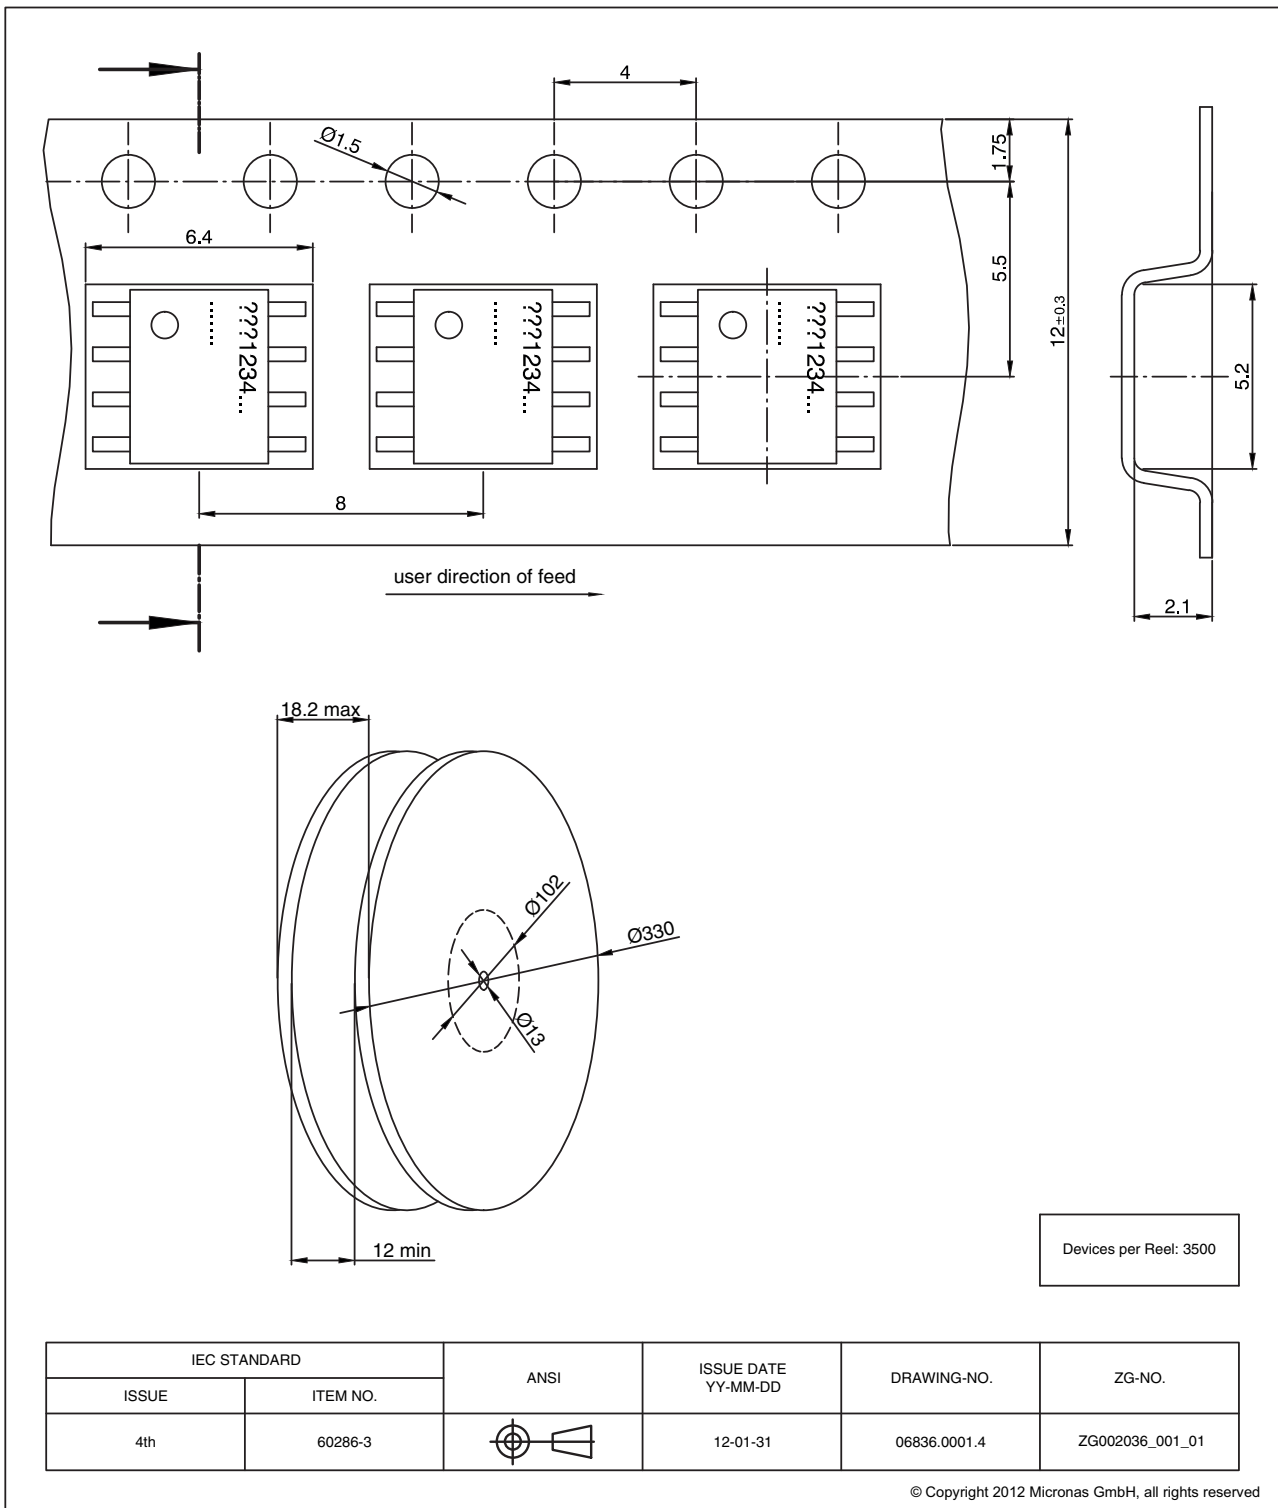 4
Ø1.5
1.75
6.4
5.5
12±0.3
???1234...
......
???1234...
......
???1234...
......
5.2
8
user direction of feed
2.1
18.2 max
Ø102
Ø330
Ø13
12 min
Devices per Reel: 3500
IEC STANDARD
ANSI
ISSUE DATE
YY-MM-DD
DRAWING-NO.
ZG-NO.
ISSUE
ITEM NO.
4th
60286-3
12-01-31
06836.0001.4
ZG002036_001_01
© Copyright 2012 Micronas GmbH, all rights reserved